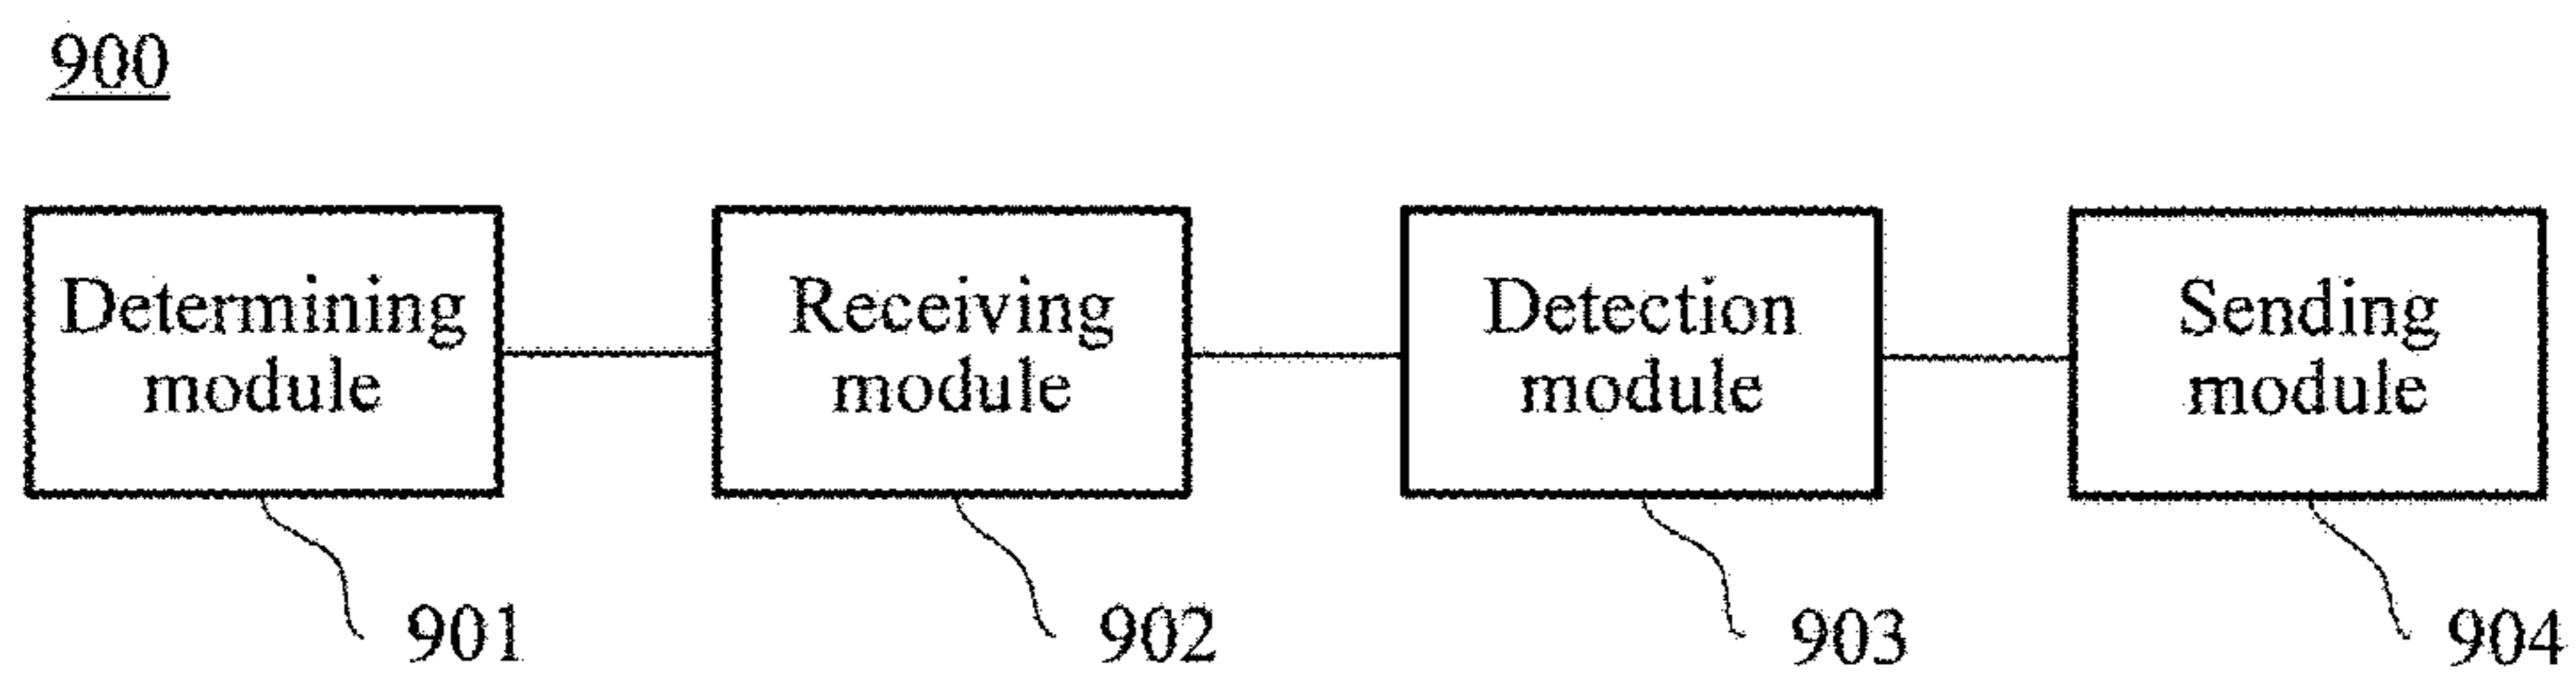 900
Determining
module
Receiving
module
Detection
module
Sending
module
901
902
903
904